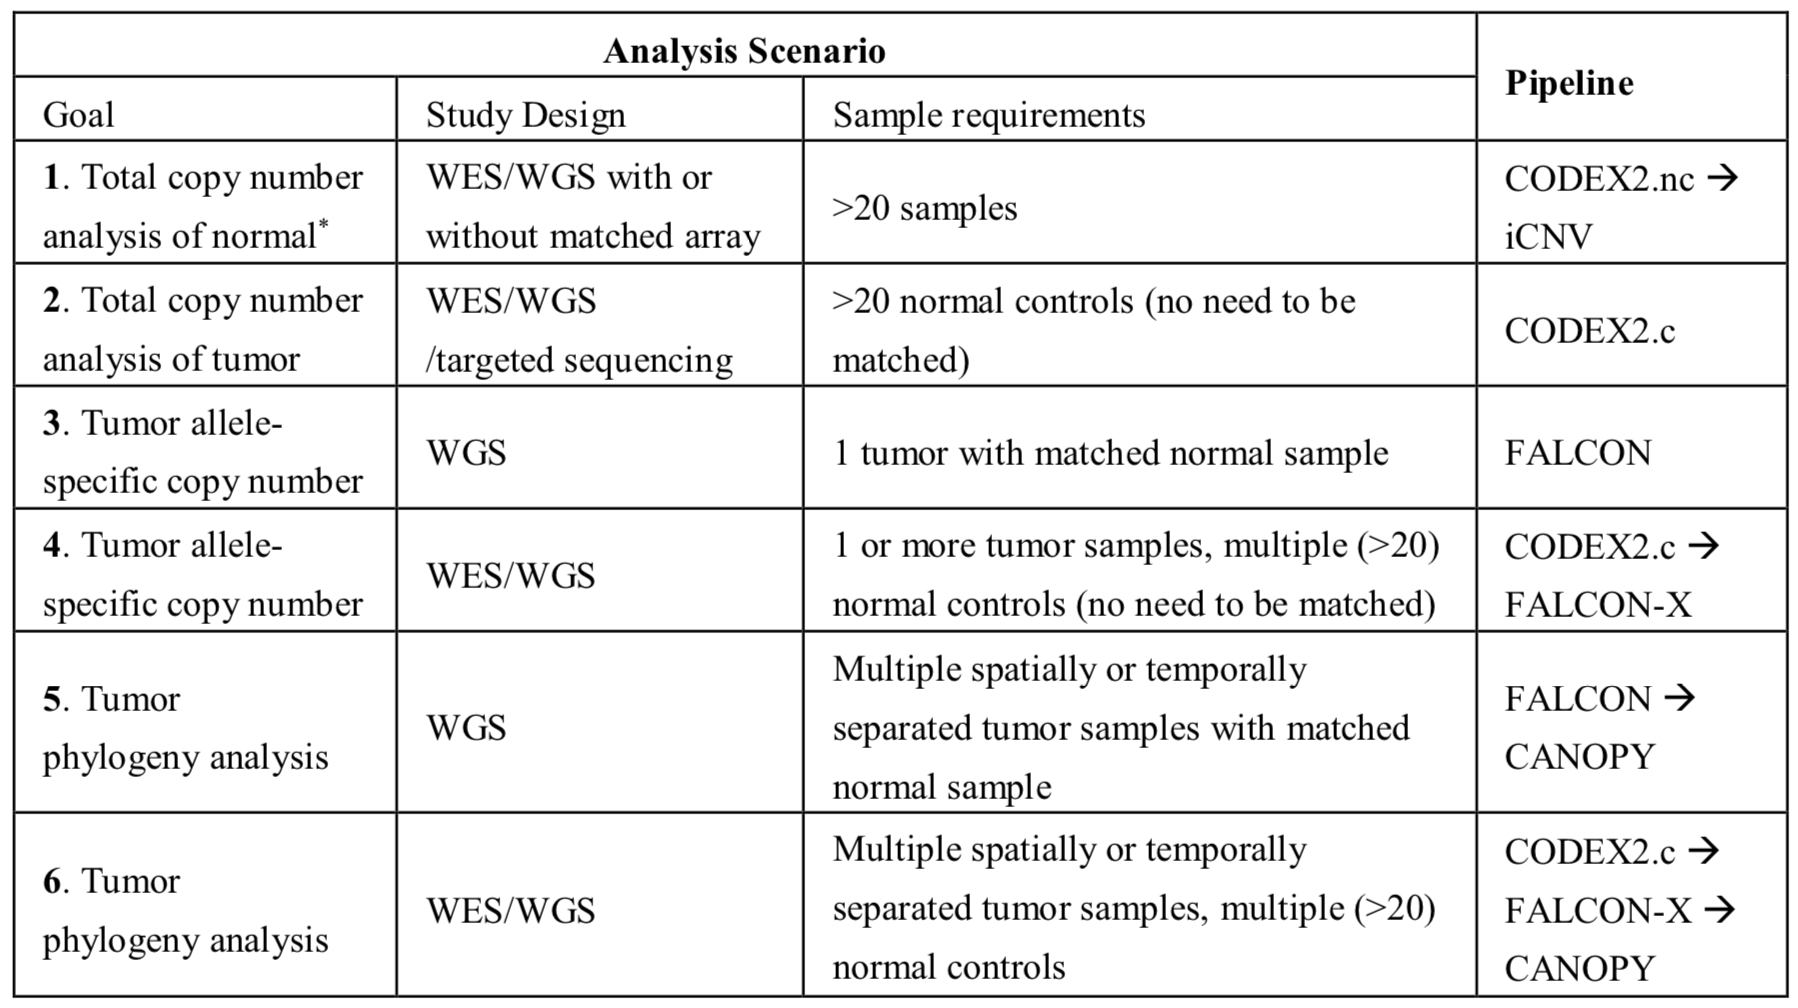 Analysis Scenario
Pipeline
Goal
Study Design
Sample requirements
1. Total copy number
analysis of normal*
WES/WGS with or
without matched array
>20 samples
CODEX2.nc →
iCNV
2. Total copy number
analysis of tumor
WES/WGS
/targeted sequencing
>20 normal controls (no need to be
matched)
CODEX2.c
3. Tumor allele-
specific copy number
WGS
1 tumor with matched normal sample
FALCON
4. Tumor allele-
specific copy number
WES/WGS
1 or more tumor samples, multiple (>20)
normal controls (no need to be matched)
CODEX2.c →
FALCON-X
5. Tumor
phylogeny analysis
WGS
Multiple spatially or temporally
separated tumor samples with matched
normal sample
FALCON →
CANOPY
6. Tumor
phylogeny analysis
WES/WGS
Multiple spatially or temporally
separated tumor samples, multiple (>20)
normal controls
CODEX2.c →
FALCON-X →
CANOPY